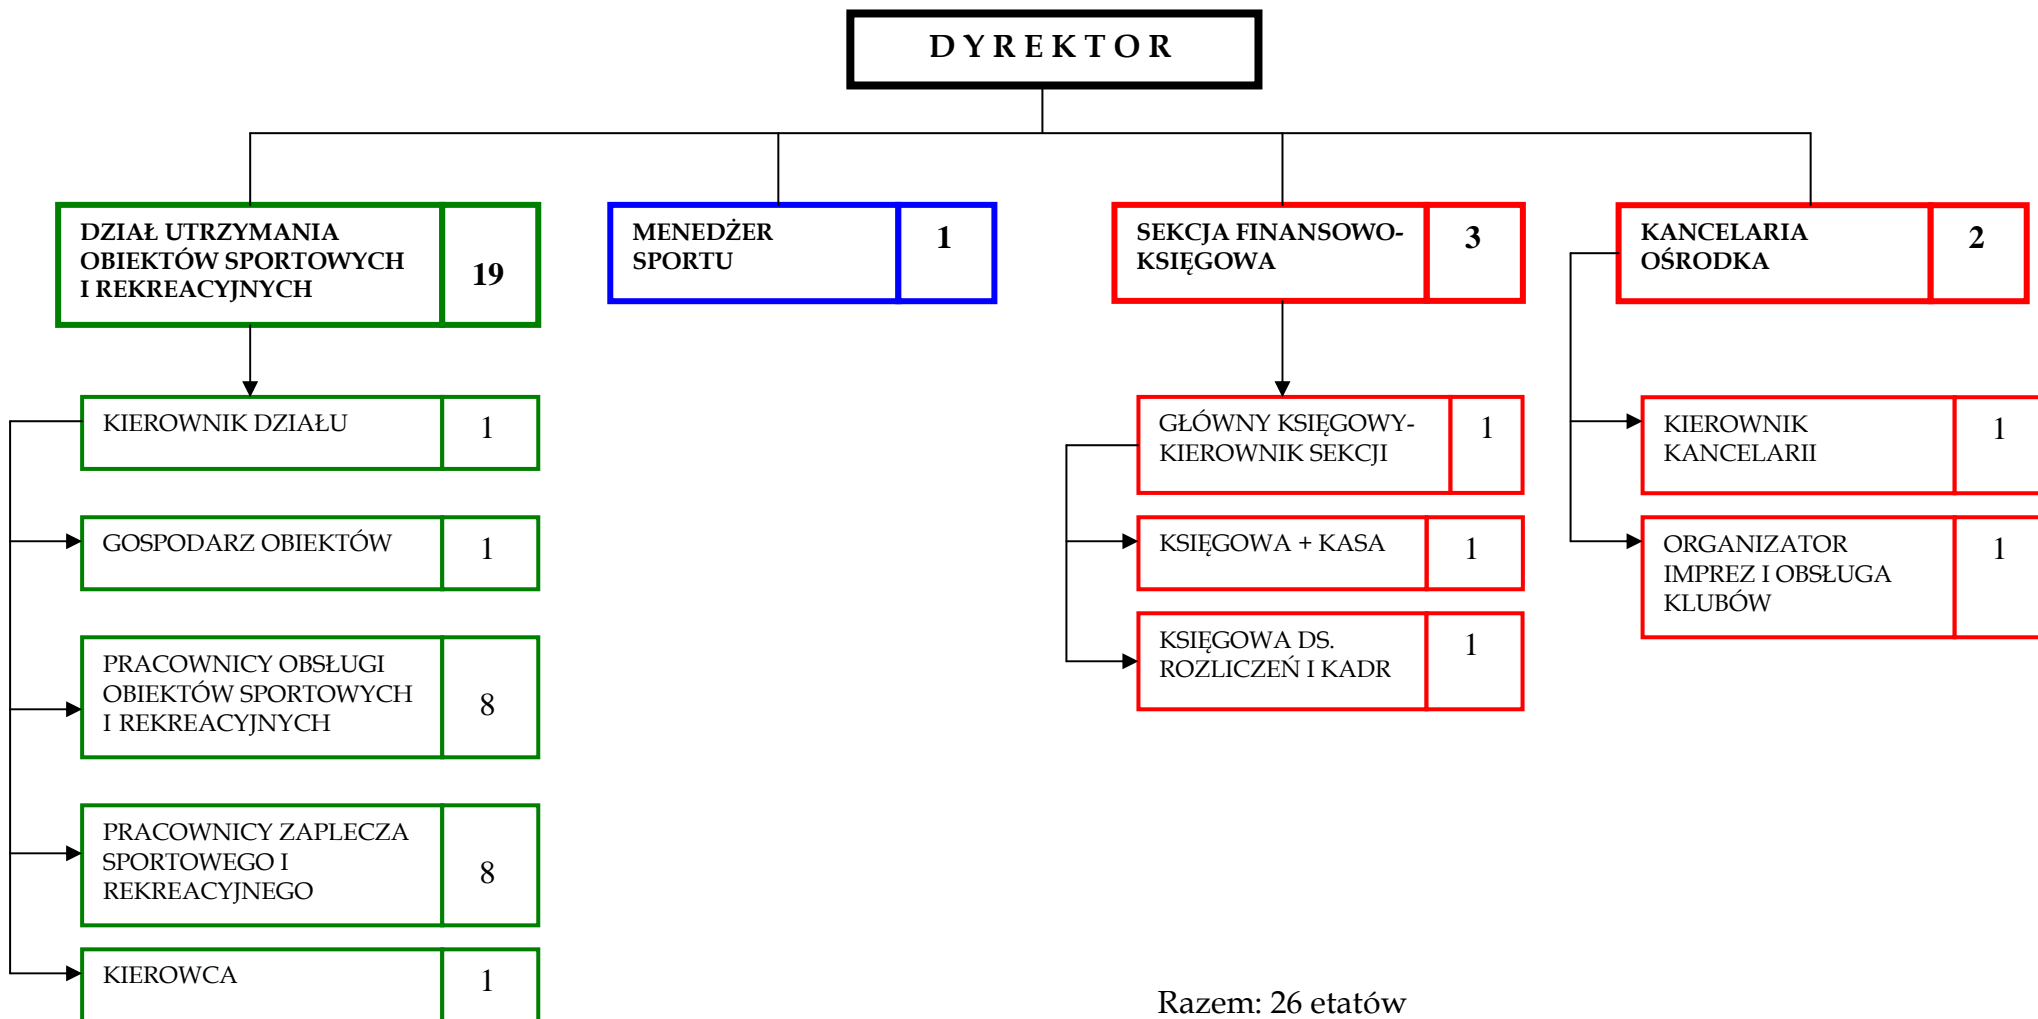 DYREKTOR
DZIAŁ UTRZYMANIA
OBIEKTÓW SPORTOWYCH
I REKREACYJNYCH
19
MENEDŻER
SPORTU
1
SEKCJA FINANSOWO-
KSIĘGOWA
3
KANCELARIA
OŚRODKA
2
KIEROWNIK DZIAŁU
1
GOSPODARZ OBIEKTÓW
1
PRACOWNICY OBSŁUGI
OBIEKTÓW SPORTOWYCH
I REKREACYJNYCH
8
PRACOWNICY ZAPLECZA
SPORTOWEGO I
REKREACYJNEGO
8
KIEROWCA
1
GŁÓWNY KSIĘGOWY-
KIEROWNIK SEKCJI
1
KSIĘGOWA + KASA
1
KSIĘGOWA DS.
ROZLICZEŃ I KADR
1
KIEROWNIK
KANCELARII
1
ORGANIZATOR
IMPREZ I OBSŁUGA
KLUBÓW
1
Razem: 26 etatów